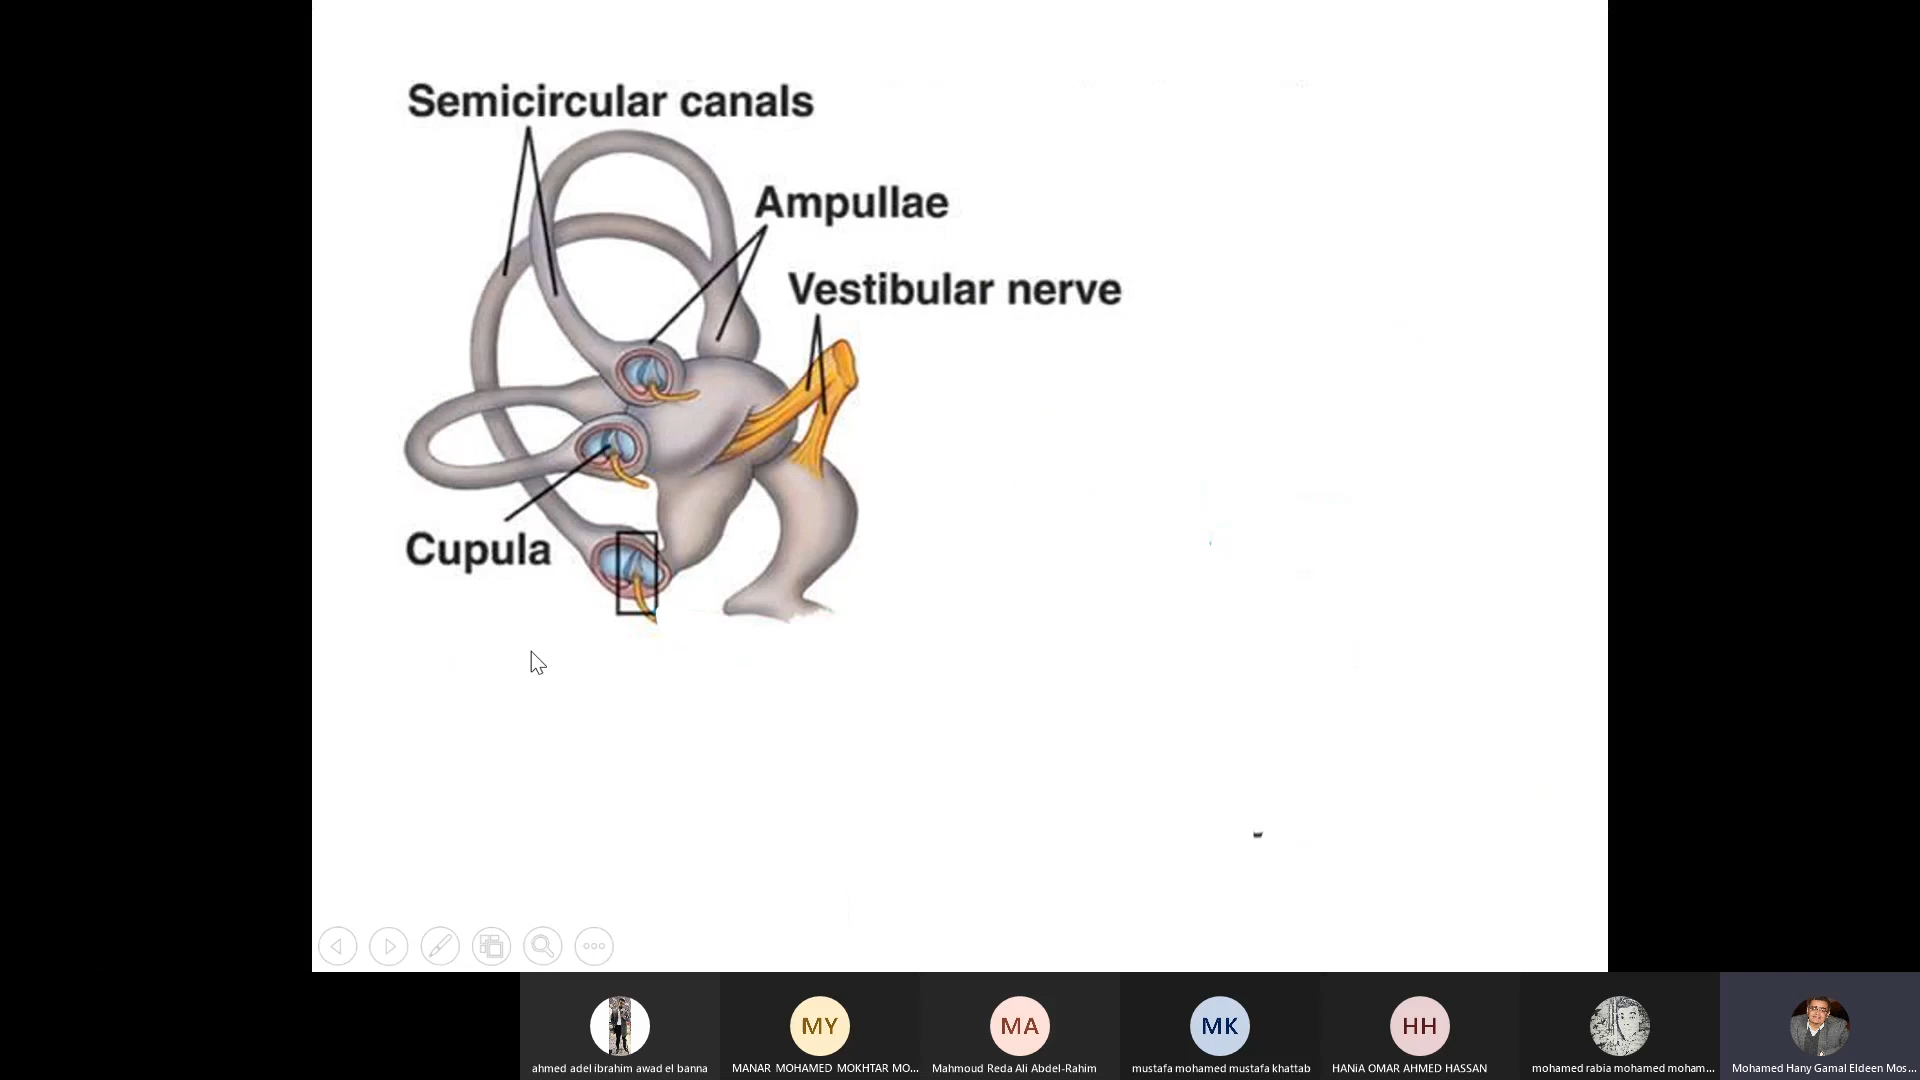 Semicircular canals
Ampullae
Vestibular nerve
Cupula
MY
MA
MK
HH
ahmed adel ibrahim awad el banna
MANAR MOHAMED MOKHTAR MO...
Mahmoud Reda Ali Abdel-Rahim
mustafa mohamed mustafa khattab
HANiA OMAR AHMED HASSAN
mohamed rabia mohamed moham...
Mohamed Hany Gamal Eldeen Mos...